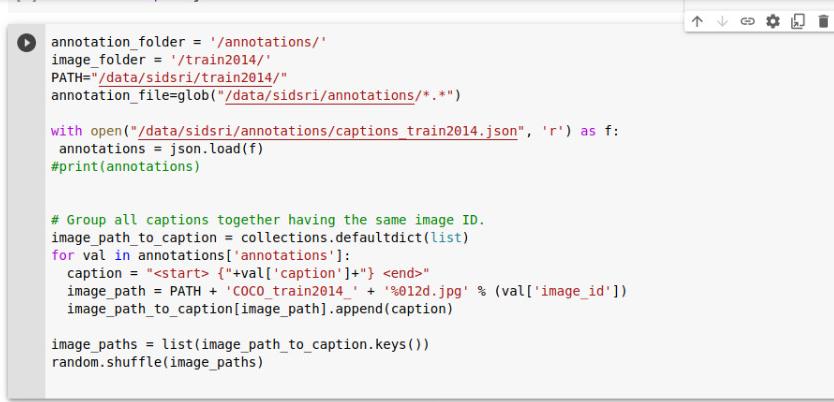 annotation_folder = '/annotations/'
image_folder = '/train2014/'
PATH="/data/sidsri/train2014/"
annotation_file=glob("/data/sidsri/annotations/*.*")
with open("/data/sidsri/annotations/captions_train2014.json", 'r') as f:
annotations = json.load(f)
#print(annotations)
# Group all captions together having the same image ID.
image_path_to_caption = collections.defaultdict(list)
for val in annotations['annotations']:
caption = "<start> {"+val['caption']+"} <end>"
image_path = PATH + 'COCO_train2014_' + '%012d.jpg' % (val['image_id'])
image_path_to_caption[image_path].append(caption)
image_paths = list(image_path_to_caption.keys())
random.shuffle(image_paths)